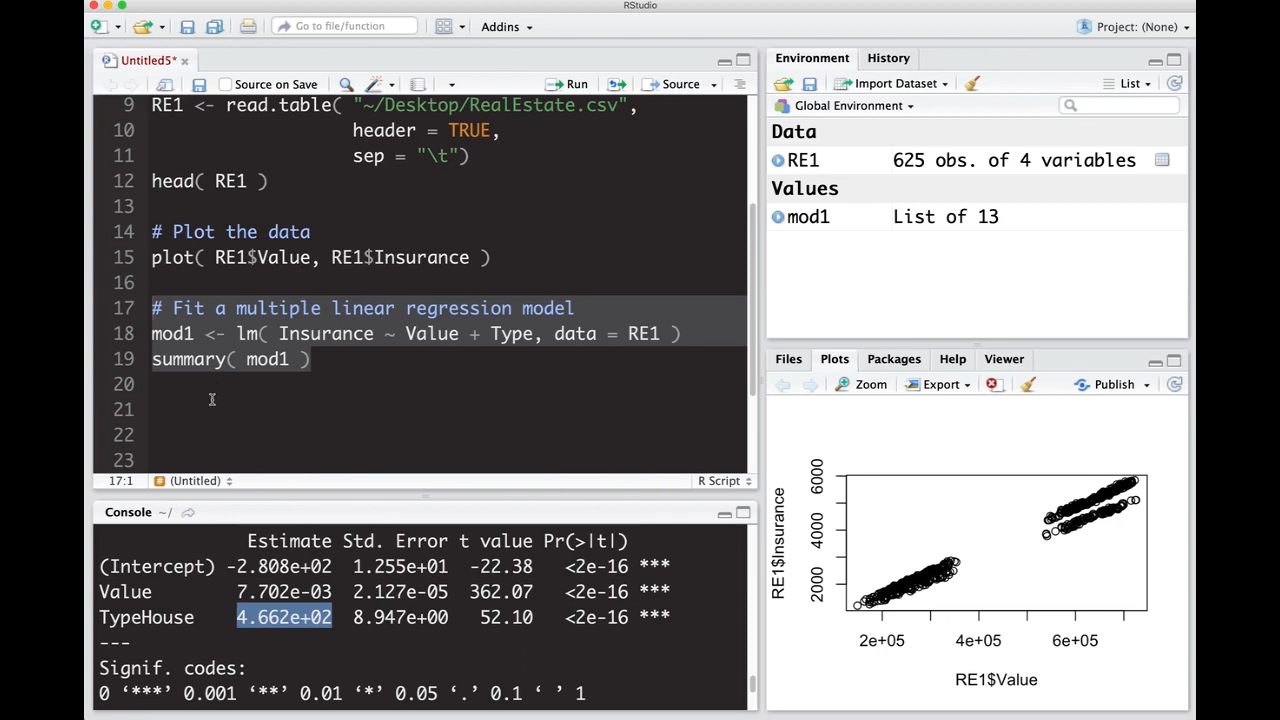 RStudio
Go to file/function
Addins
Project: (None)
Untitled5*
Source on Save
Run
Source
9 RE1 <- read.table( "~/Desktop/RealEstate.csv",
10 header = TRUE,
11 sep = "\t")
12 head( RE1 )
13
14 # Plot the data
15 plot( RE1$Value, RE1$Insurance )
16
17 # Fit a multiple linear regression model
18 mod1 <- lm( Insurance ~ Value + Type, data = RE1 )
19 summary( mod1 )
20
21
22
23
17:1 # (Untitled) R Script
Console ~/
Estimate Std. Error t value Pr(>|t|)
(Intercept) -2.808e+02 1.255e+01 -22.38 <2e-16 ***
Value 7.702e-03 2.127e-05 362.07 <2e-16 ***
TypeHouse 4.662e+02 8.947e+00 52.10 <2e-16 ***
---
Signif. codes:
0 ‘***’ 0.001 ‘**’ 0.01 ‘*’ 0.05 ‘.’ 0.1 ‘ ’ 1
Environment History
Import Dataset List
Global Environment
Data
RE1 625 obs. of 4 variables
Values
mod1 List of 13
Files Plots Packages Help Viewer
Zoom Export Publish
6000
4000
2000
RE1$Insurance
2e+05 4e+05 6e+05
RE1$Value